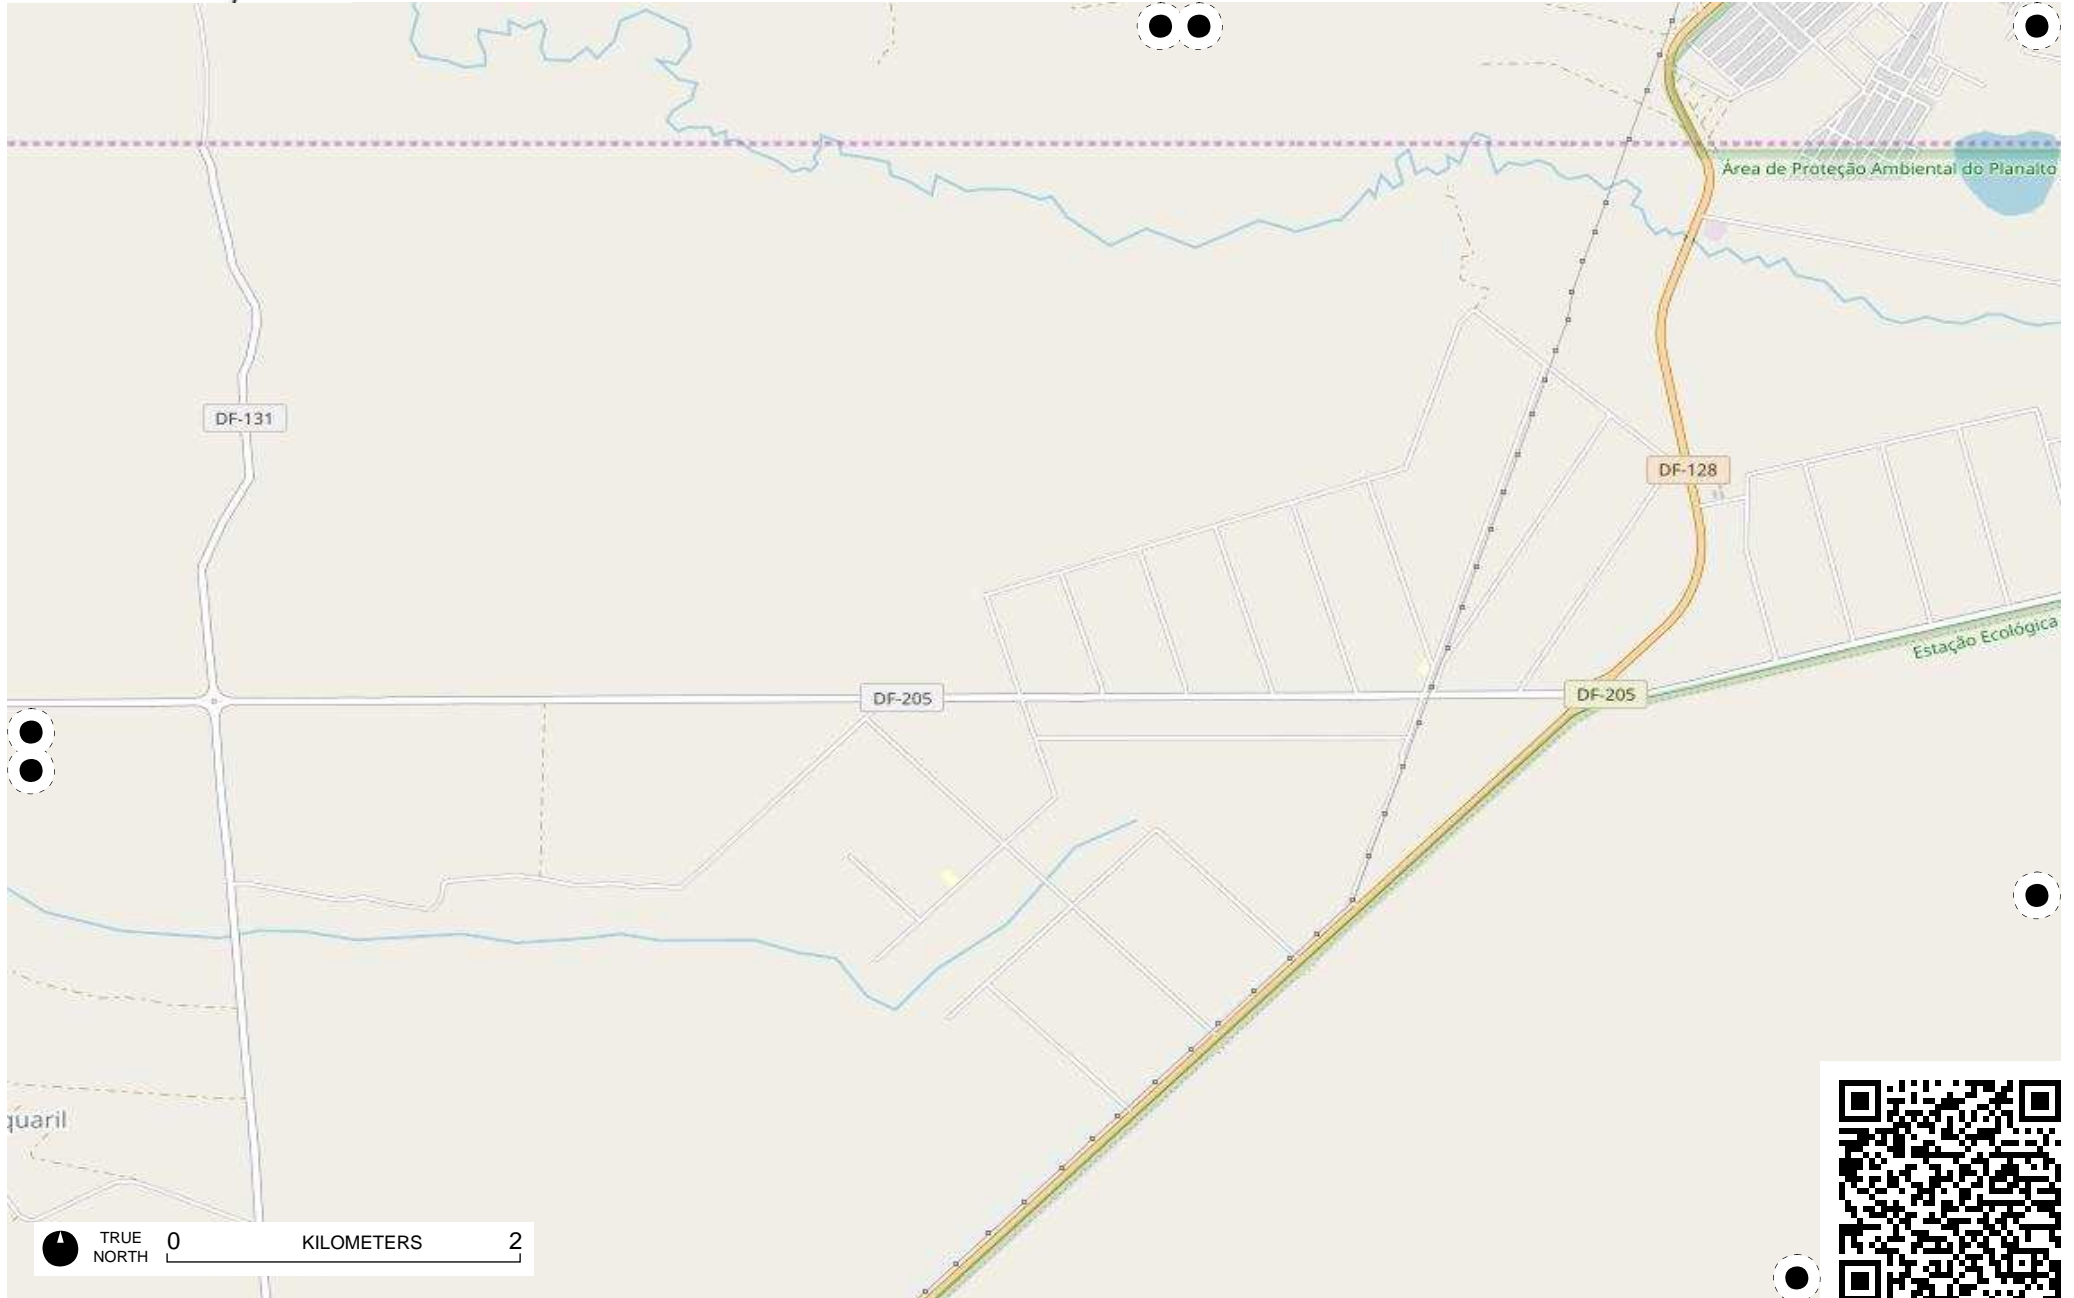 Área de Proteção Ambiental do Planalto
DF-131
DF-128
Estação Ecológica
DF-205
DF-205
quaril
TRUE
NORTH
0
KILOMETERS
2